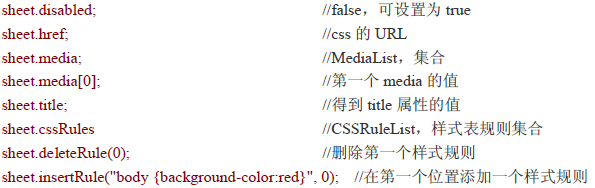 sheet.disabled; //false，可设置为 true
sheet.href; //css 的 URL
sheet.media; //MediaList，集合
sheet.media[0]; //第一个 media 的值
sheet.title; //得到 title 属性的值
sheet.cssRules //CSSRuleList，样式表规则集合
sheet.deleteRule(0); //删除第一个样式规则
sheet.insertRule("body {background-color:red}", 0); //在第一个位置添加一个样式规则